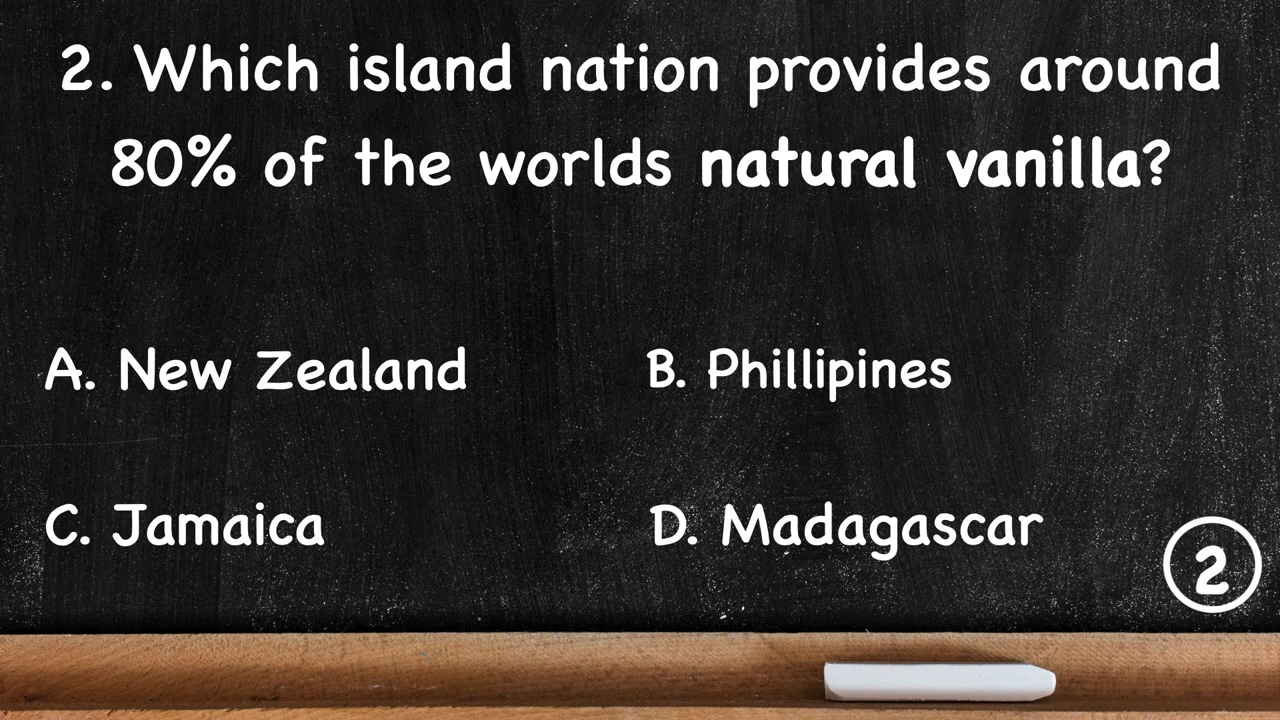 2. Which island nation provides around
80% of the worlds natural vanilla?
A. New Zealand
B. Phillipines
C. Jamaica
D. Madagascar
2